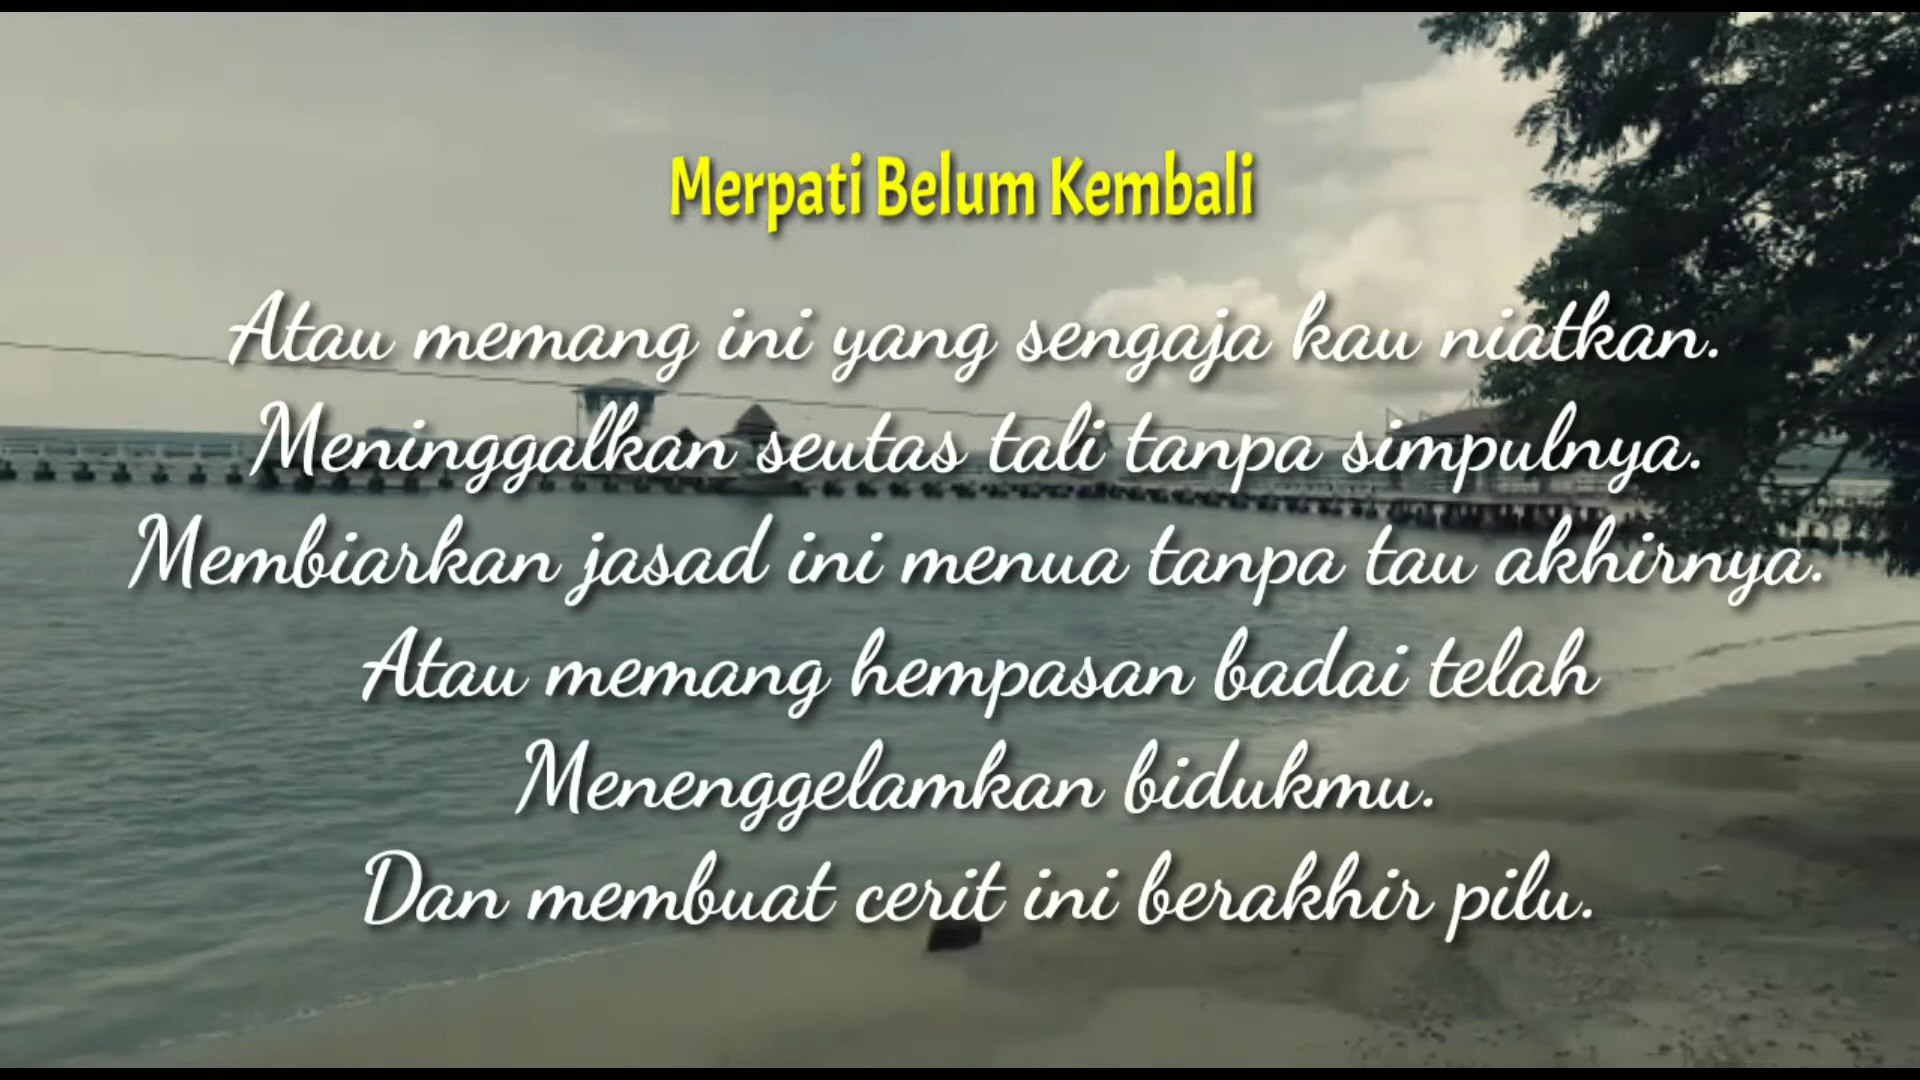 Merpati Belum Kembali
Atau memang ini yang sengaja kau niatkan.
Meninggalkan seutas tali tanpa simpulnya.
Membiarkan jasad ini menua tanpa tau akhirnya.
Atau memang hempasan badai telah
Menenggelamkan bidukmu.
Dan membuat cerit ini berakhir pilu.